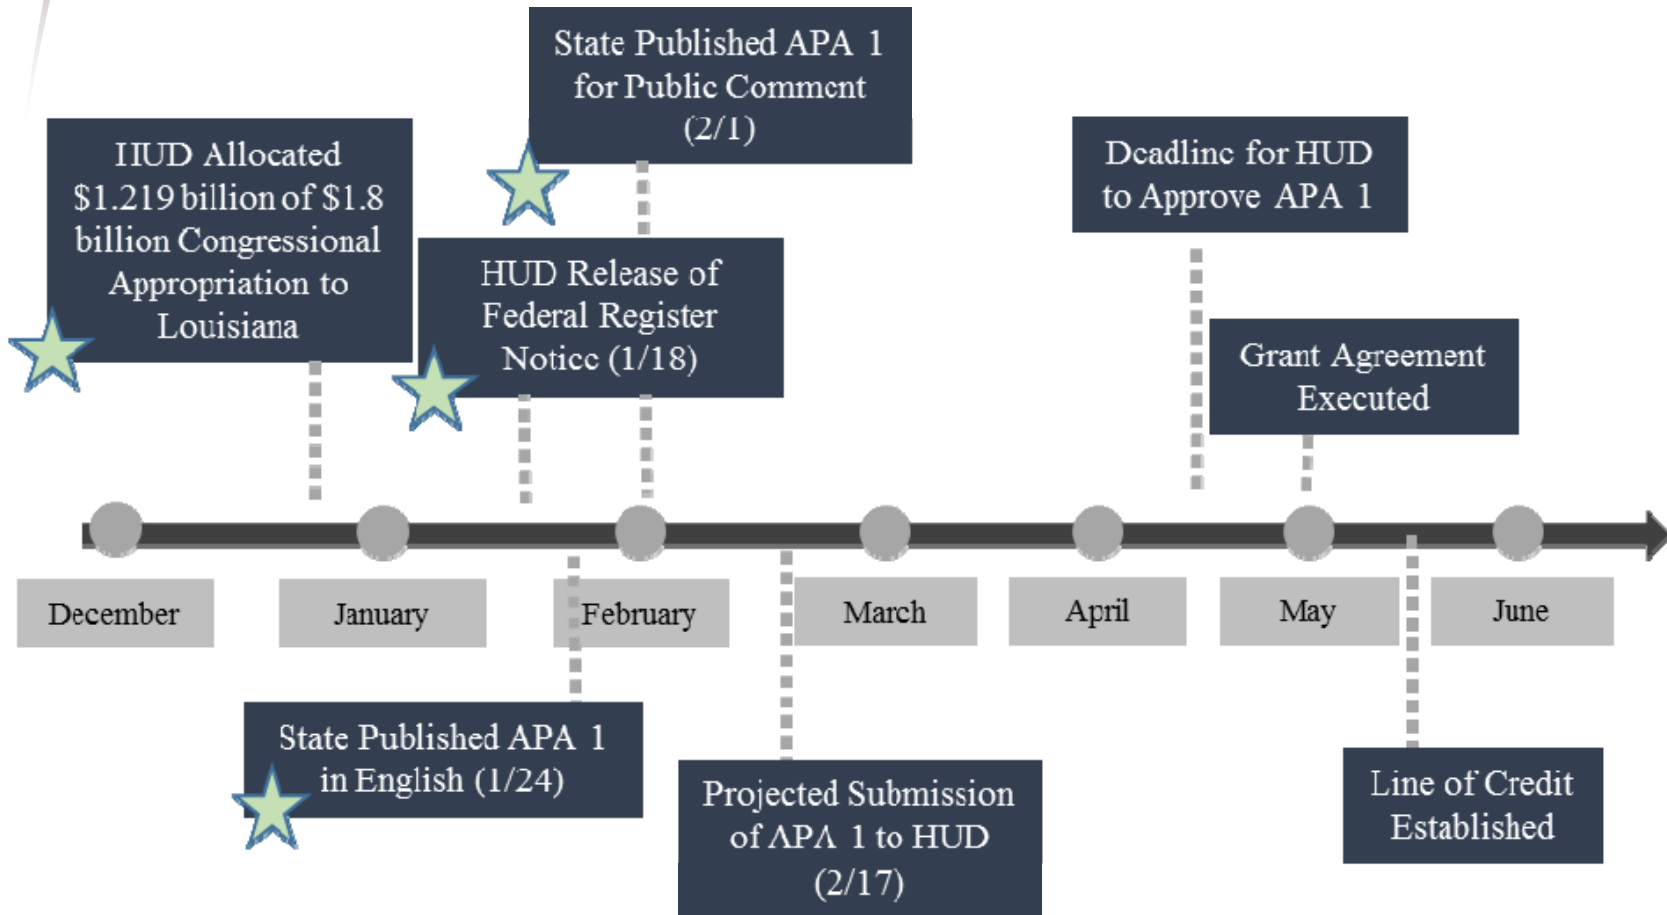 State Published APA 1
for Public Comment
(2/1)
HUD Allocated
$1.219 billion of $1.8
billion Congressional
Appropriation to
Louisiana
HUD Release of
Federal Register
Notice (1/18)
Deadline for HUD
to Approve APA 1
Grant Agreement
Executed
December
January
February
March
April
May
June
State Published APA 1
in English (1/24)
Projected Submission
of APA 1 to HUD
(2/17)
Line of Credit
Established